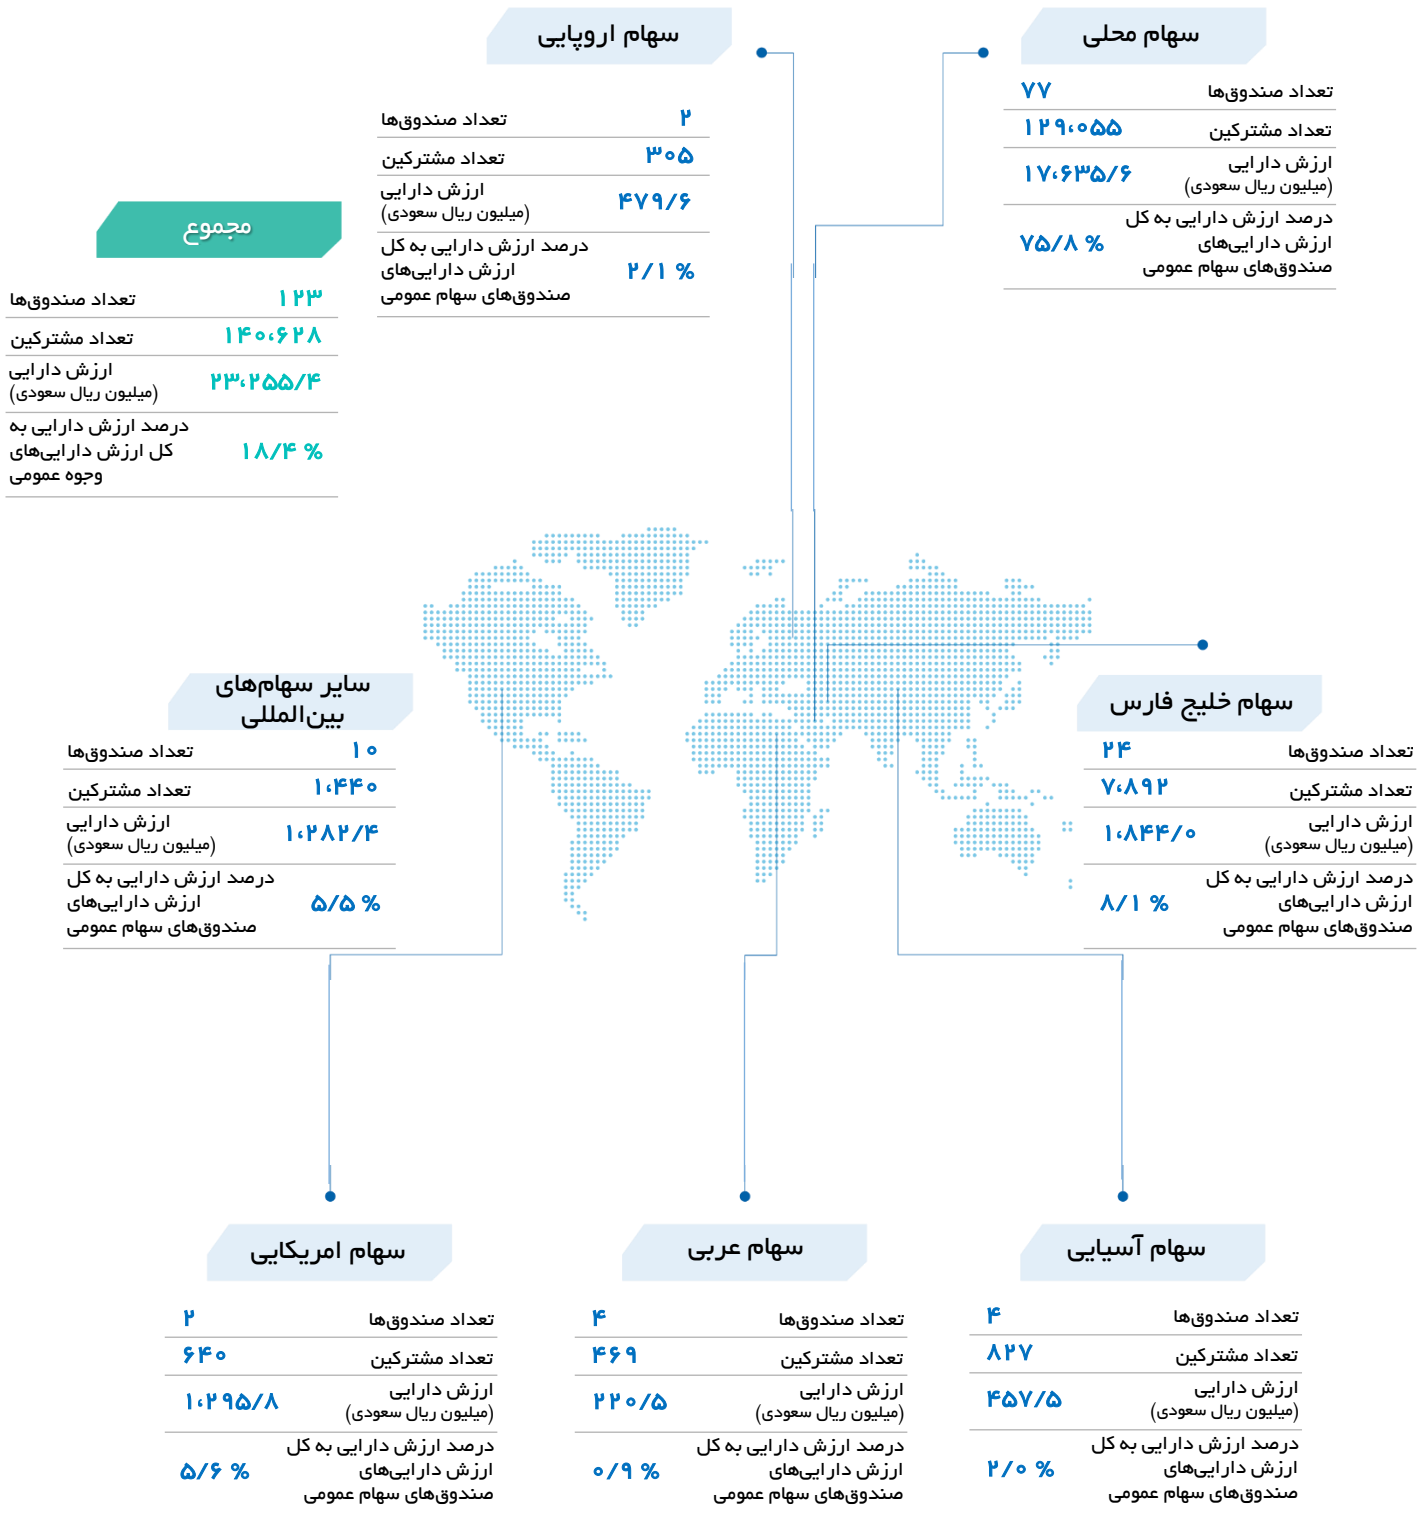 سهام محلی
تعداد صندوق‌ها ۷۷
تعداد مشترکین ۱۲۹،۰۵۵
ارزش دارایی
(میلیون ریال سعودی) ۱۷،۶۳۵/۶
درصد ارزش دارایی به کل
ارزش دارایی‌های
صندوق‌های سهام عمومی ۷۵/۸ %
سهام اروپایی
تعداد صندوق‌ها ۲
تعداد مشترکین ۳۰۵
ارزش دارایی
(میلیون ریال سعودی) ۴۷۹/۶
درصد ارزش دارایی به کل
ارزش دارایی‌های
صندوق‌های سهام عمومی ۲/۱ %
مجموع
تعداد صندوق‌ها ۱۲۳
تعداد مشترکین ۱۴۰،۶۲۸
ارزش دارایی
(میلیون ریال سعودی) ۲۳،۲۵۵/۴
درصد ارزش دارایی به
کل ارزش دارایی‌های
وجوه عمومی ۱۸/۴ %
سهام خلیج فارس
تعداد صندوق‌ها ۲۴
تعداد مشترکین ۷،۸۹۲
ارزش دارایی
(میلیون ریال سعودی) ۱،۸۴۴/۰
درصد ارزش دارایی به کل
ارزش دارایی‌های
صندوق‌های سهام عمومی ۸/۱ %
سایر سهام‌های
بین‌المللی
تعداد صندوق‌ها ۱۰
تعداد مشترکین ۱،۴۴۰
ارزش دارایی
(میلیون ریال سعودی) ۱،۲۸۲/۴
درصد ارزش دارایی به کل
ارزش دارایی‌های
صندوق‌های سهام عمومی ۵/۵ %
سهام آسیایی
تعداد صندوق‌ها ۴
تعداد مشترکین ۸۲۷
ارزش دارایی
(میلیون ریال سعودی) ۴۵۷/۵
درصد ارزش دارایی به کل
ارزش دارایی‌های
صندوق‌های سهام عمومی ۲/۰ %
سهام عربی
تعداد صندوق‌ها ۴
تعداد مشترکین ۴۶۹
ارزش دارایی
(میلیون ریال سعودی) ۲۲۰/۵
درصد ارزش دارایی به کل
ارزش دارایی‌های
صندوق‌های سهام عمومی ۰/۹ %
سهام امریکایی
تعداد صندوق‌ها ۲
تعداد مشترکین ۶۴۰
ارزش دارایی
(میلیون ریال سعودی) ۱،۲۹۵/۸
درصد ارزش دارایی به کل
ارزش دارایی‌های
صندوق‌های سهام عمومی ۵/۶ %